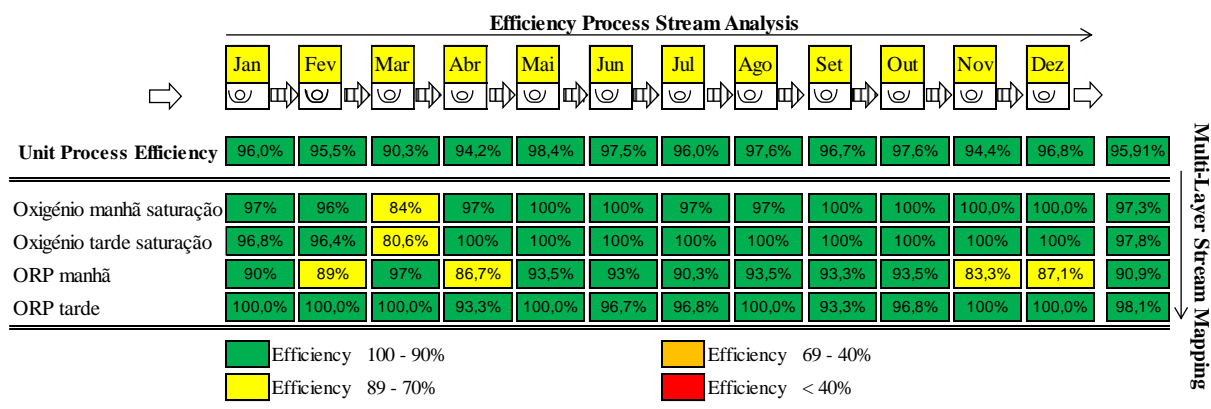 Efficiency Process Stream Analysis
Jan Fev Mar Abr Mai Jun Jul Ago Set Out Nov Dez
Unit Process Efficiency 96,0% 95,5% 90,3% 94,2% 98,4% 97,5% 96,0% 97,6% 96,7% 97,6% 94,4% 96,8% 95,91%
Oxigénio manhã saturação 97% 96% 84% 97% 100% 100% 97% 97% 100% 100% 100,0% 100,0% 97,3%
Oxigénio tarde saturação 96,8% 96,4% 80,6% 100% 100% 100% 100% 100% 100% 100% 100% 100% 97,8%
ORP manhã 90% 89% 97% 86,7% 93,5% 93% 90,3% 93,5% 93,3% 93,5% 83,3% 87,1% 90,9%
ORP tarde 100,0% 100,0% 100,0% 93,3% 100,0% 96,7% 96,8% 100,0% 93,3% 96,8% 100% 100,0% 98,1%
Multi-Layer Stream Mapping
Efficiency 100 - 90% Efficiency 69 - 40%
Efficiency 89 - 70% Efficiency < 40%